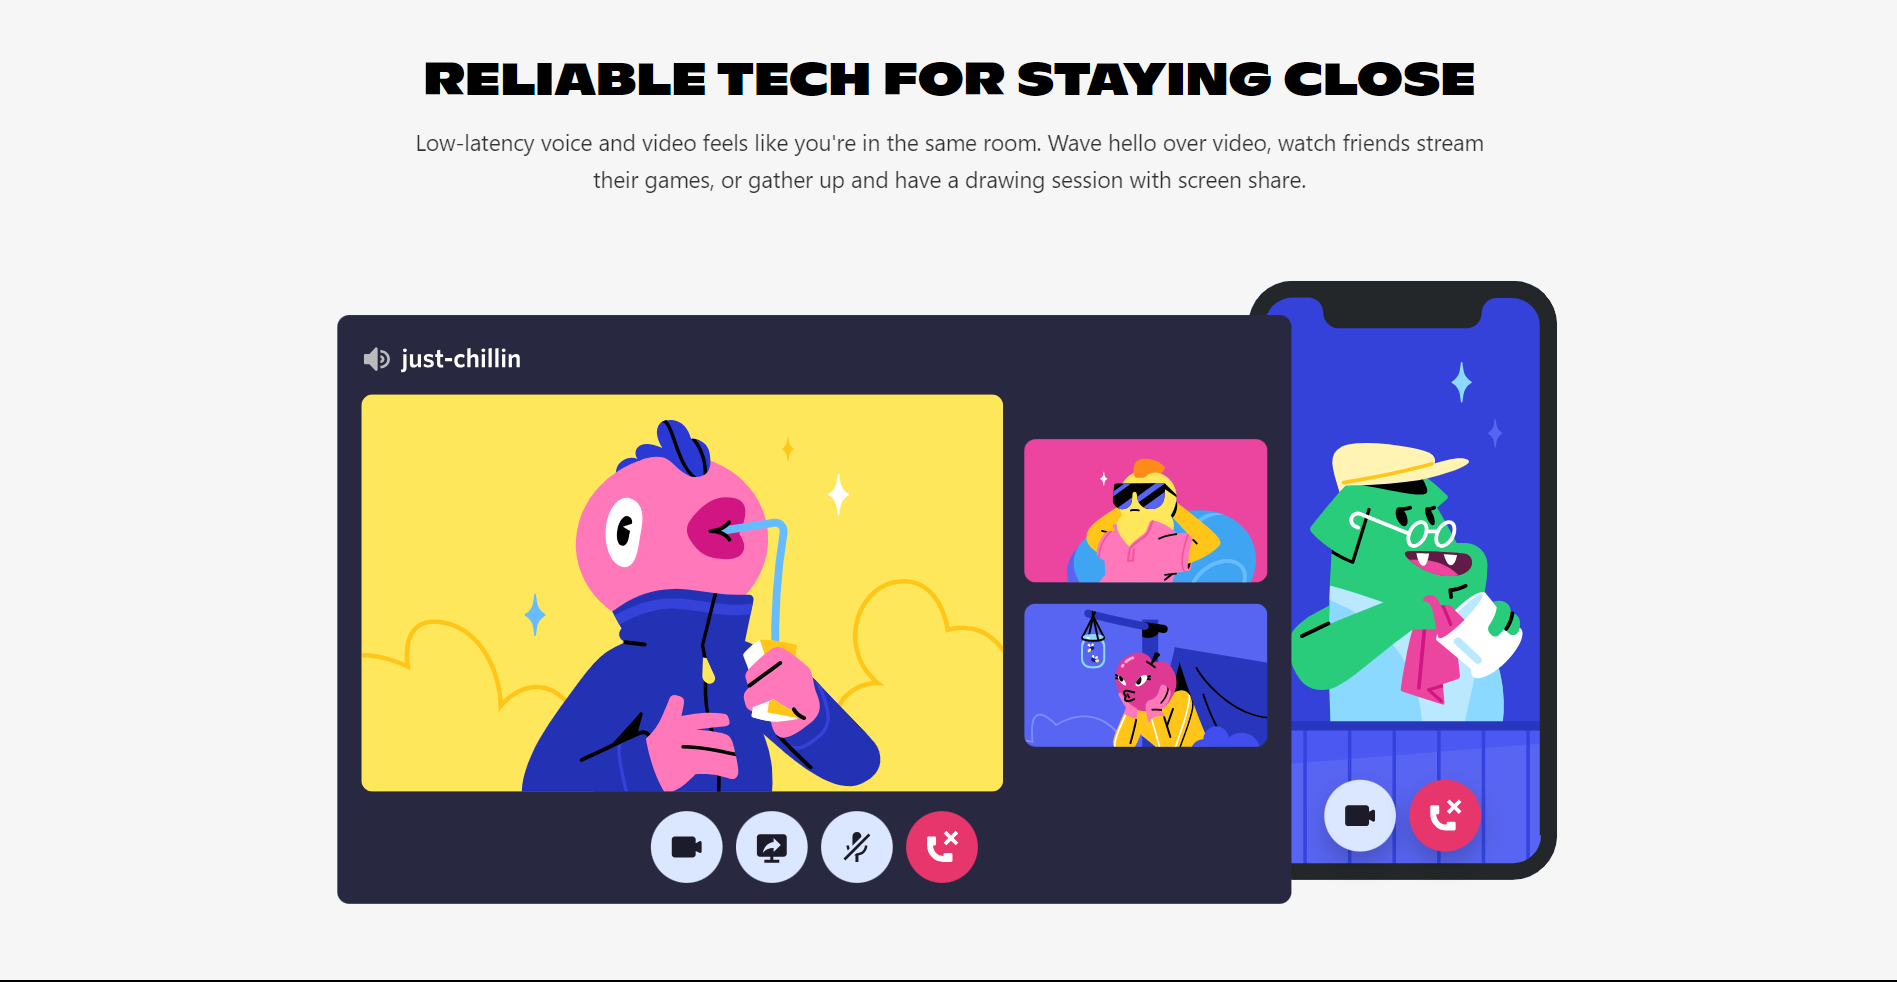 RELIABLE TECH FOR STAYING CLOSE
Low-latency voice and video feels like you're in the same room. Wave hello over video, watch friends stream
their games, or gather up and have a drawing session with screen share.
just-chillin